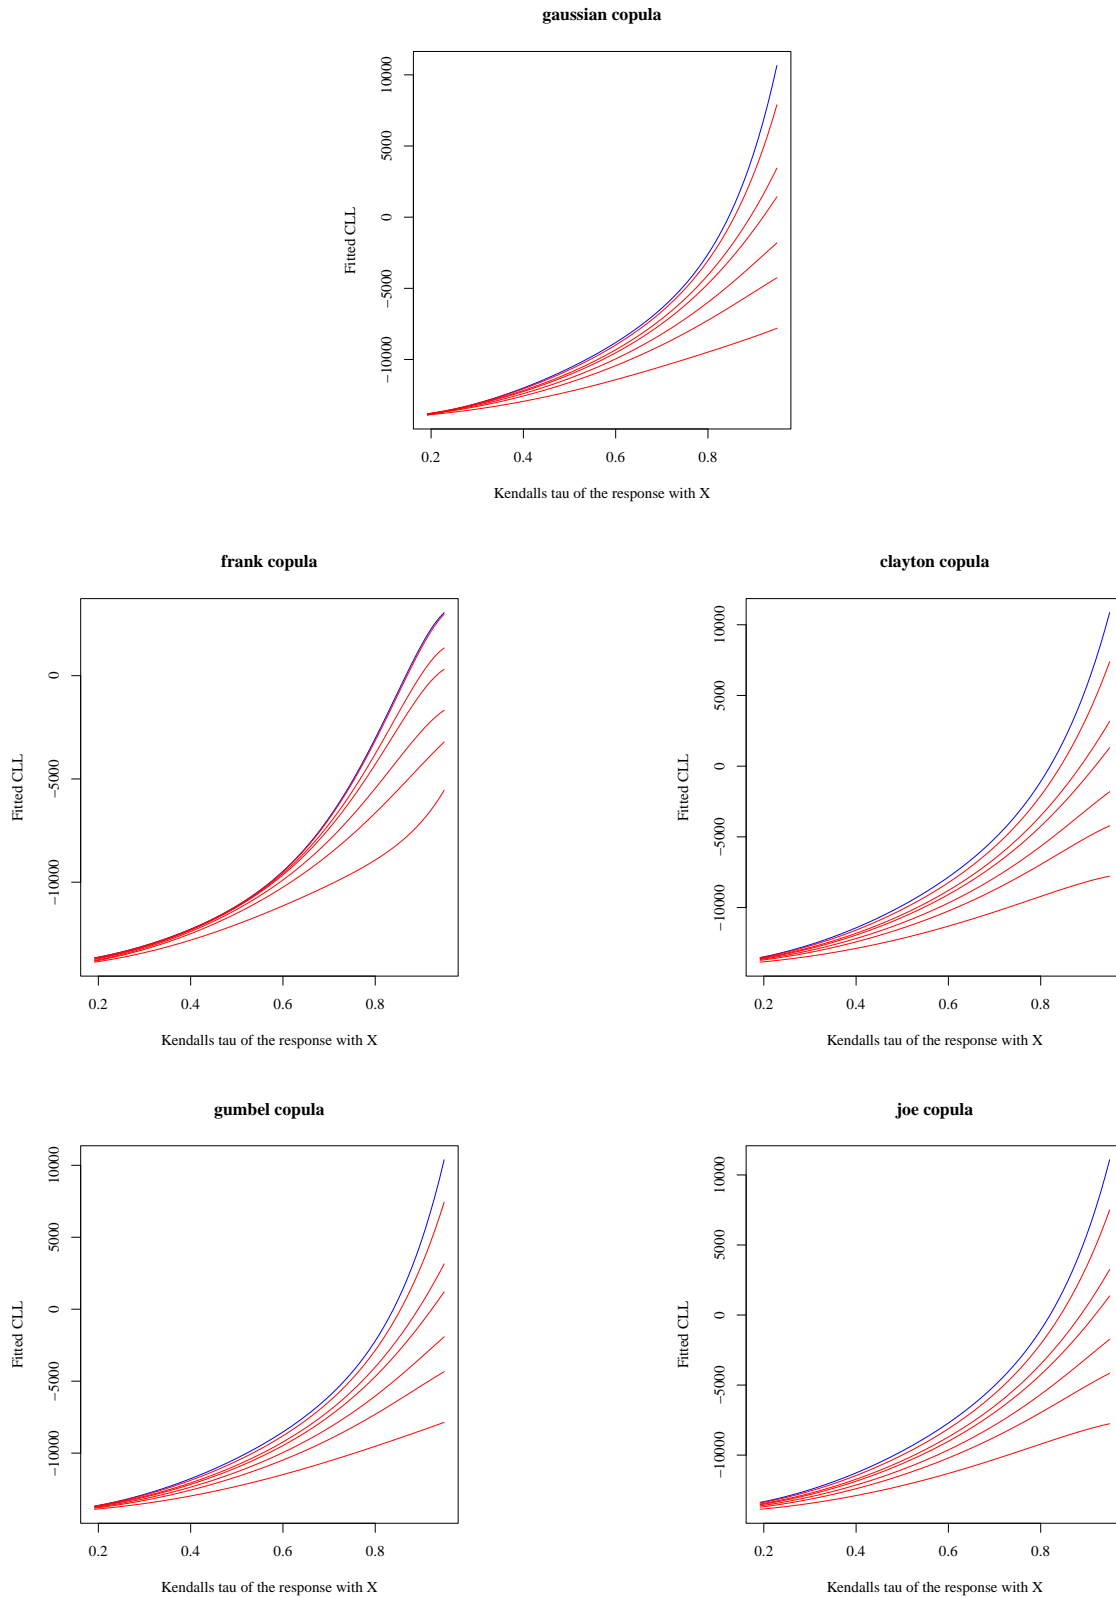 gaussian copula
10000
5000
0
−5000
−10000
Fitted CLL
0.2 0.4 0.6 0.8
Kendalls tau of the response with X
frank copula
0
−5000
−10000
Fitted CLL
0.2 0.4 0.6 0.8
Kendalls tau of the response with X
clayton copula
10000
5000
0
−5000
−10000
Fitted CLL
0.2 0.4 0.6 0.8
Kendalls tau of the response with X
gumbel copula
10000
5000
0
−5000
−10000
Fitted CLL
0.2 0.4 0.6 0.8
Kendalls tau of the response with X
joe copula
10000
5000
0
−5000
−10000
Fitted CLL
0.2 0.4 0.6 0.8
Kendalls tau of the response with X